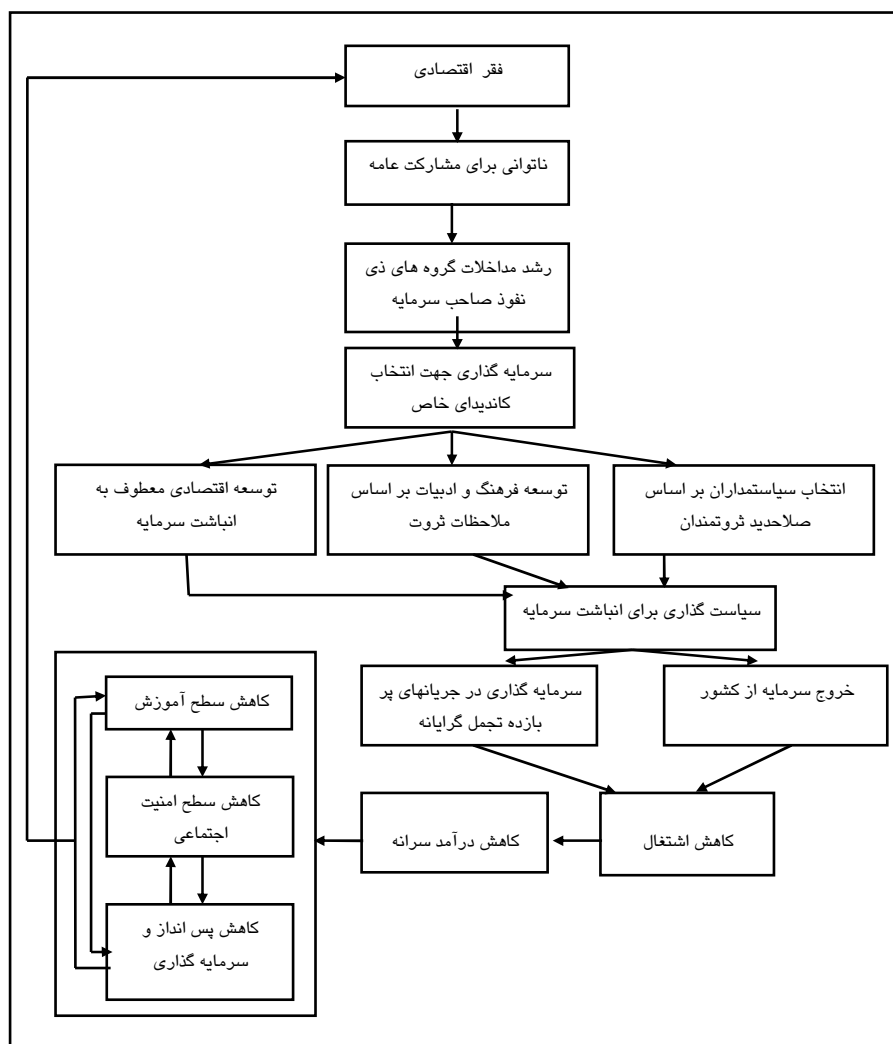 فقر اقتصادی
ناتوانی برای مشارکت عامه
رشد مداخلات گروه های ذی
نفوذ صاحب سرمایه
سرمایه گذاری جهت انتخاب
کاندیدای خاص
انتخاب سیاستمداران بر اساس
صلاحدید ثروتمندان
توسعه فرهنگ و ادبیات بر اساس
ملاحظات ثروت
توسعه اقتصادی معطوف به
انباشت سرمایه
سیاست گذاری برای انباشت سرمایه
خروج سرمایه از کشور
سرمایه گذاری در جریانهای پر
بازده تجمل گرایانه
کاهش اشتغال
کاهش درآمد سرانه
کاهش سطح آموزش
کاهش سطح امنیت
اجتماعی
کاهش پس انداز و
سرمایه گذاری